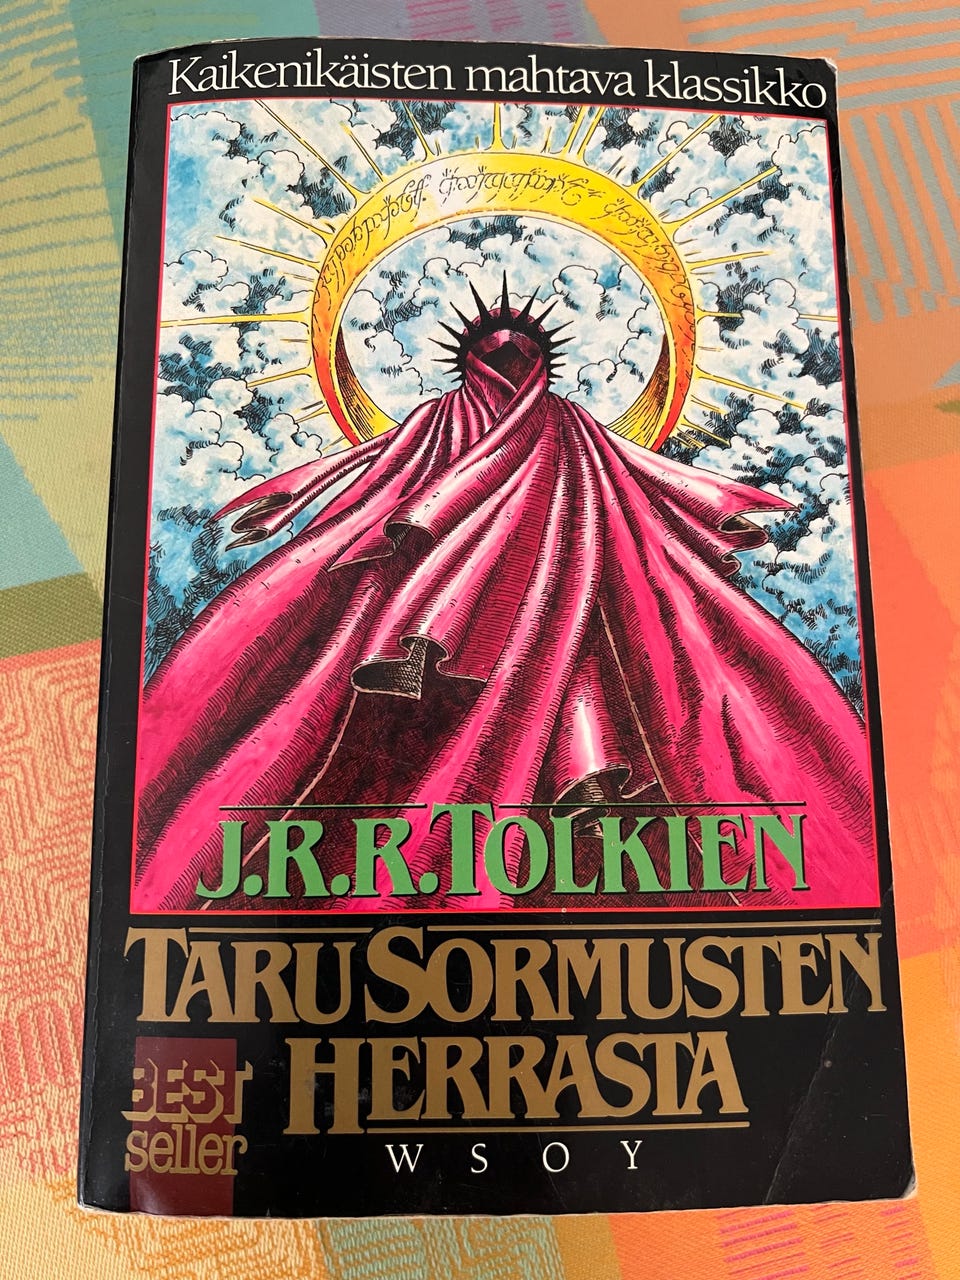 Kaikenikäisten mahtava klassikko
J.R.R. TOLKIEN
TARU SORMUSTEN
HERRASTA
BEST
seller
WSOY